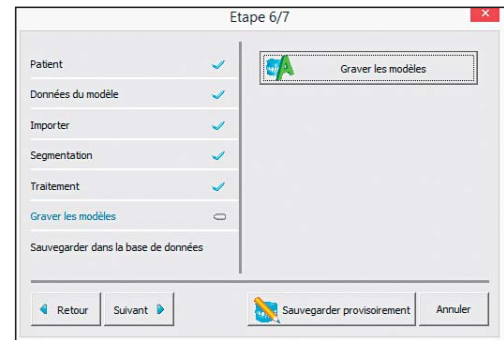 Etape 6/7
Patient
Données du modèle
Importer
Segmentation
Traitement
Graver les modèles
Sauvegarder dans la base de données
Graver les modèles
Retour
Suivant
Sauvegarder provisoirement
Annuler